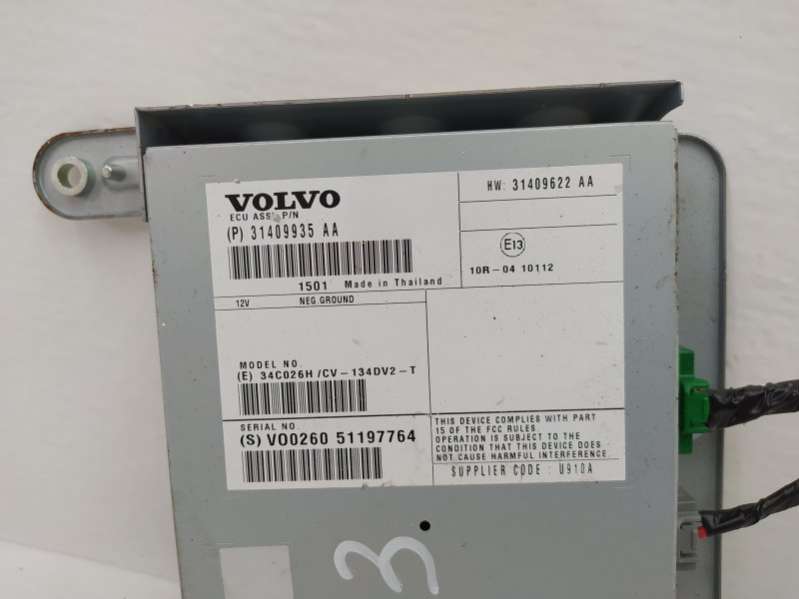 VOLVO
ECU ASSY P/N
(P) 31409935 AA
1501 Made in Thailand
HW: 31409622 AA
E13
10R-04 10112
12V NEG.GROUND
MODEL NO.
(E) 34C026H/CV-134DV2-T
SERIAL NO.
(S) VO0260 51197764
THIS DEVICE COMPLIES WITH PART
15 OF THE FCC RULES.
OPERATION IS SUBJECT TO THE
CONDITION THAT THIS DEVICE DOES
NOT CAUSE HARMFUL INTERFERENCE.
SUPPLIER CODE : U910A
3